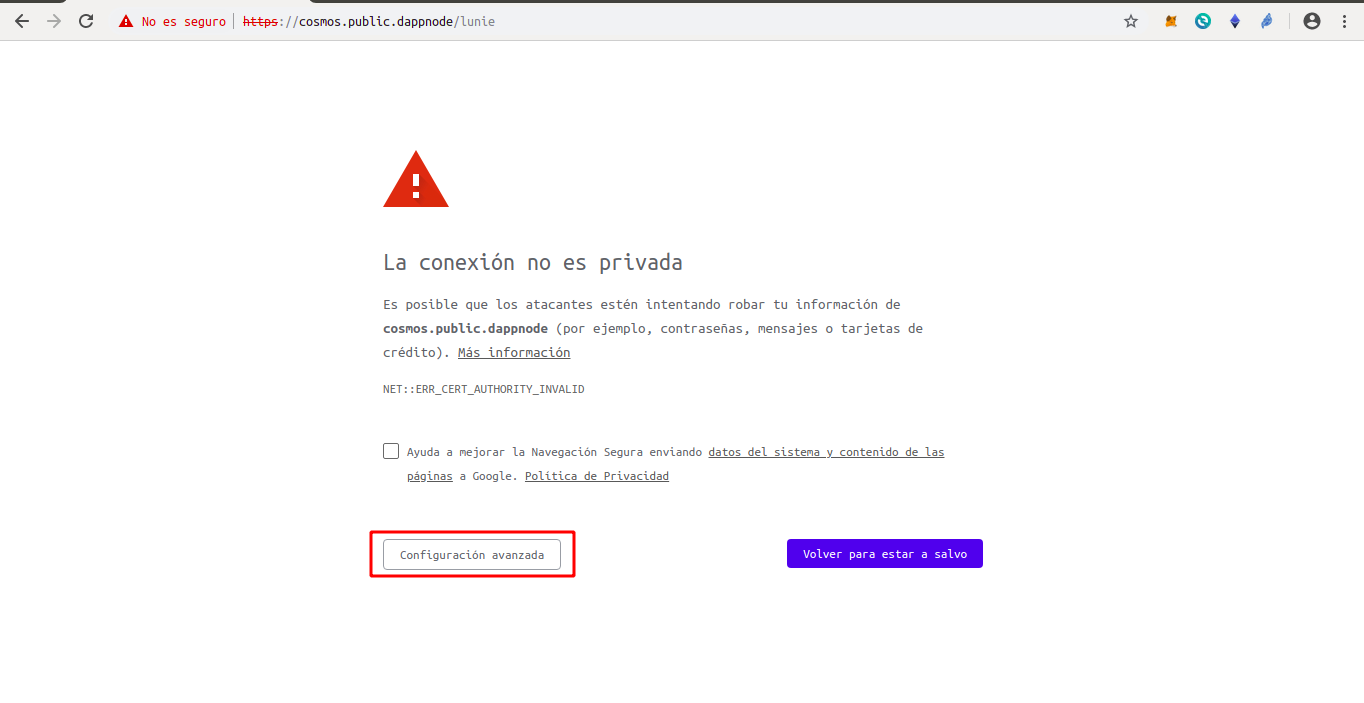 No es seguro | https://cosmos.public.dappnode/lunie
La conexión no es privada
Es posible que los atacantes estén intentando robar tu información de
cosmos.public.dappnode (por ejemplo, contraseñas, mensajes o tarjetas de
crédito). Más información
NET::ERR_CERT_AUTHORITY_INVALID
Ayuda a mejorar la Navegación Segura enviando datos del sistema y contenido de las
páginas a Google. Política de Privacidad
Configuración avanzada
Volver para estar a salvo